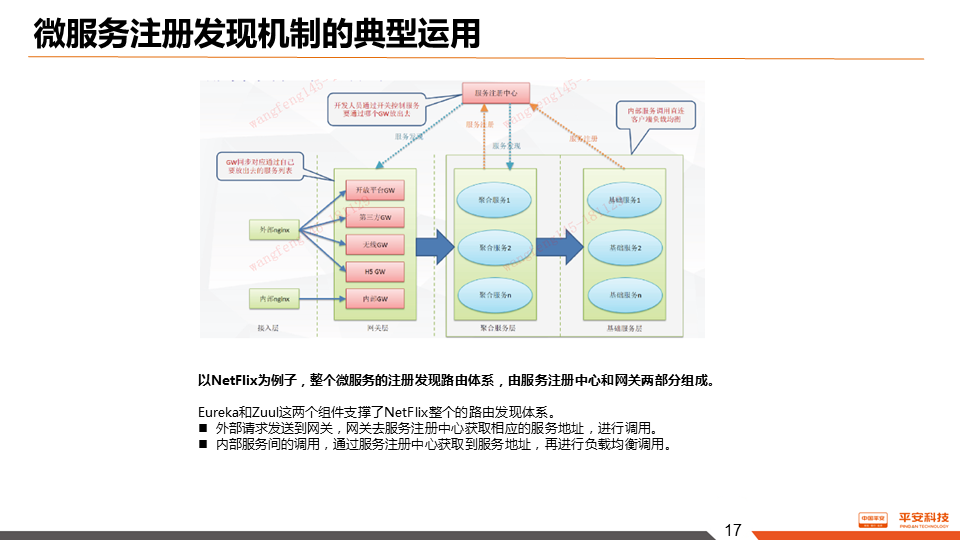 微服务注册发现机制的典型运用
服务注册中心
开发人员通过开关控制服务
要通过那个GW放出去
内部服务调用直连
客户端负载均衡
服务发现
服务注册
服务发现
服务注册
GW同步对应通过自己
要放出去的服务列表
外部nginx
内部nginx
开放平台GW
第三方GW
无线GW
H5 GW
内部GW
聚合服务1
聚合服务2
聚合服务n
基础服务1
基础服务2
基础服务n
接入层
网关层
聚合服务层
基础服务层
以NetFlix为例子，整个微服务的注册发现路由体系，由服务注册中心和网关两部分组成。
Eureka和Zuul这两个组件支撑了NetFlix整个的路由发现体系。
■ 外部请求发送到网关，网关去服务注册中心获取相应的服务地址，进行调用。
■ 内部服务间的调用，通过服务注册中心获取到服务地址，再进行负载均衡调用。
17
中国平安
平安科技
PINGAN TECHNOLOGY